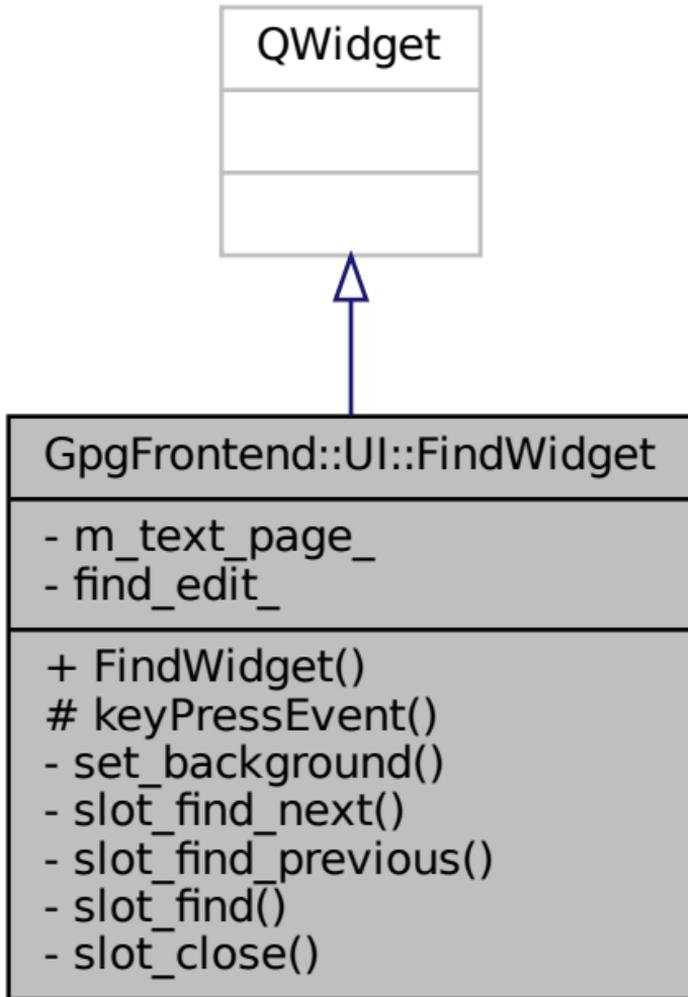 QWidget
GpgFrontend::UI::FindWidget
- m_text_page_
- find_edit_
+ FindWidget()
# keyPressEvent()
- set_background()
- slot_find_next()
- slot_find_previous()
- slot_find()
- slot_close()